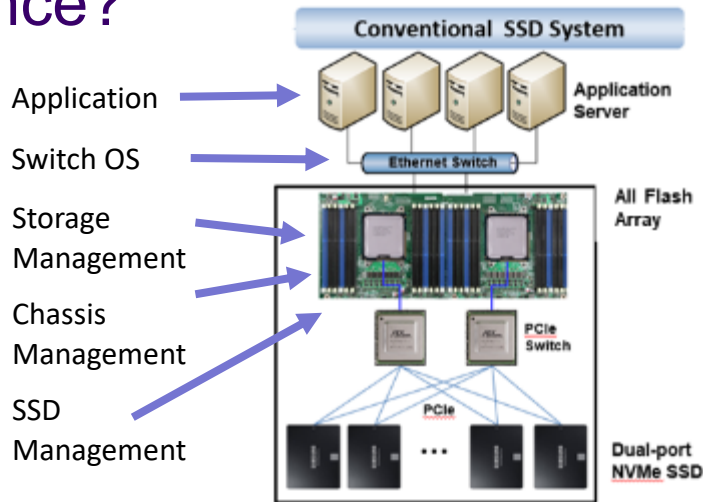 nce?
Conventional SSD System
Application
Application
Server
Switch OS
Ethernet Switch
Storage
Management
All Flash
Array
Chassis
Management
PCIe
Switch
SSD
Management
PCIe
Dual-port
NVMe SSD